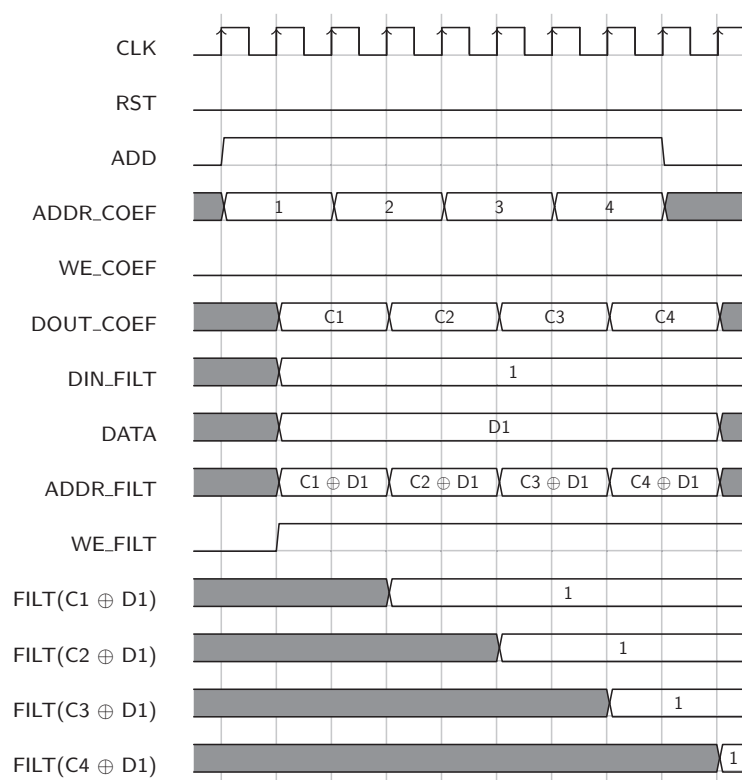 CLK
RST
ADD
ADDR_COEF 1 2 3 4
WE_COEF
DOUT_COEF C1 C2 C3 C4
DIN_FILT 1
DATA D1
ADDR_FILT C1 ⊕ D1 C2 ⊕ D1 C3 ⊕ D1 C4 ⊕ D1
WE_FILT
FILT(C1 ⊕ D1) 1
FILT(C2 ⊕ D1) 1
FILT(C3 ⊕ D1) 1
FILT(C4 ⊕ D1) 1